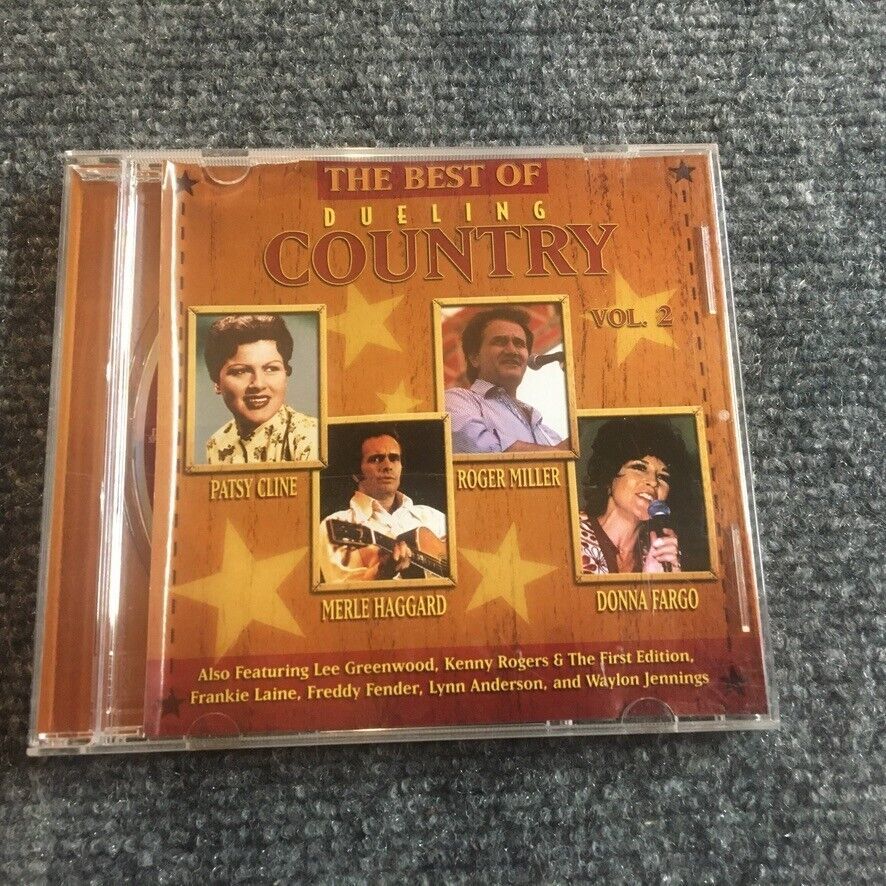 THE BEST OF
DUELING
COUNTRY
VOL. 2
PATSY CLINE
ROGER MILLER
MERLE HAGGARD
DONNA FARGO
Also Featuring Lee Greenwood, Kenny Rogers & The First Edition,
Frankie Laine, Freddy Fender, Lynn Anderson, and Waylon Jennings